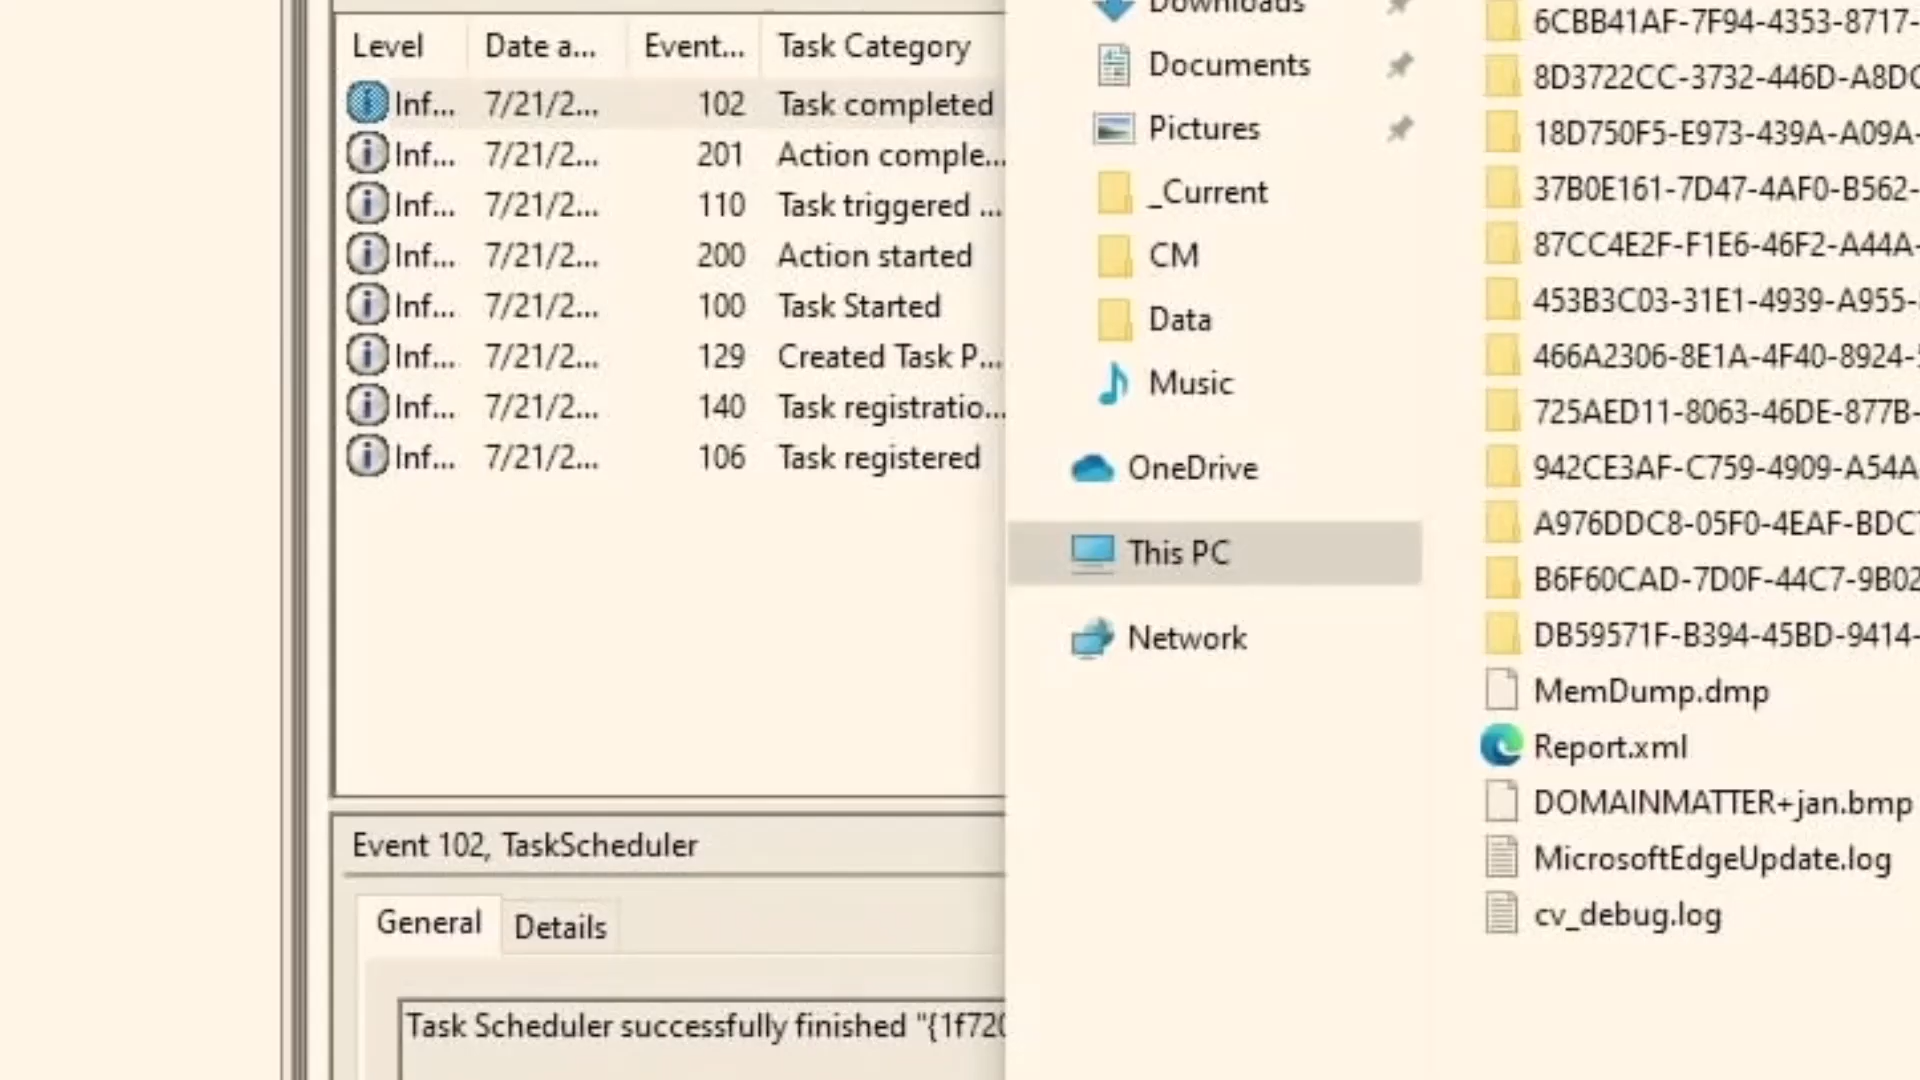 Level Date a... Event... Task Category
Inf... 7/21/2... 102 Task completed
Inf... 7/21/2... 201 Action comple...
Inf... 7/21/2... 110 Task triggered ...
Inf... 7/21/2... 200 Action started
Inf... 7/21/2... 100 Task Started
Inf... 7/21/2... 129 Created Task P...
Inf... 7/21/2... 140 Task registratio...
Inf... 7/21/2... 106 Task registered
Event 102, TaskScheduler
General Details
Task Scheduler successfully finished "{1f720
Downloads
Documents
Pictures
_Current
CM
Data
Music
OneDrive
This PC
Network
6CBB41AF-7F94-4353-8717-
8D3722CC-3732-446D-A8DC
18D750F5-E973-439A-A09A-
37B0E161-7D47-4AF0-B562-
87CC4E2F-F1E6-46F2-A44A-
453B3C03-31E1-4939-A955-
466A2306-8E1A-4F40-8924-
725AED11-8063-46DE-877B-
942CE3AF-C759-4909-A54A
A976DDC8-05F0-4EAF-BDC
B6F60CAD-7D0F-44C7-9B02
DB59571F-B394-45BD-9414-
MemDump.dmp
Report.xml
DOMAINMATTER+jan.bmp
MicrosoftEdgeUpdate.log
cv_debug.log